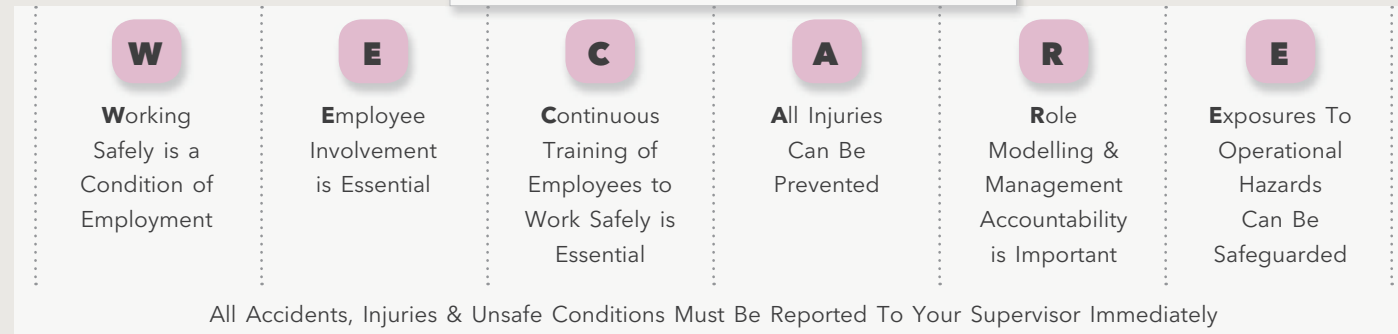 W
Working
Safely is a
Condition of
Employment
E
Employee
Involvement
is Essential
C
Continuous
Training of
Employees to
Work Safely is
Essential
A
All Injuries
Can Be
Prevented
R
Role
Modelling &
Management
Accountability
is Important
E
Exposures To
Operational
Hazards
Can Be
Safeguarded
All Accidents, Injuries & Unsafe Conditions Must Be Reported To Your Supervisor Immediately